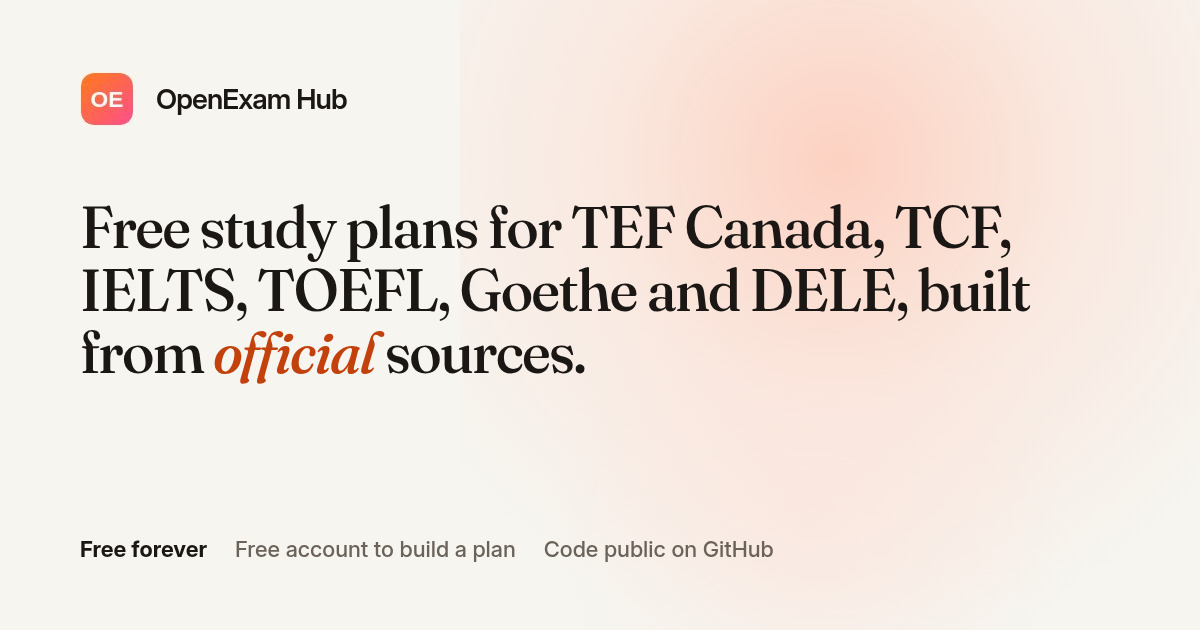 OE
OpenExam Hub
Free study plans for TEF Canada, TCF,
IELTS, TOEFL, Goethe and DELE, built
from official sources.
Free forever Free account to build a plan Code public on GitHub